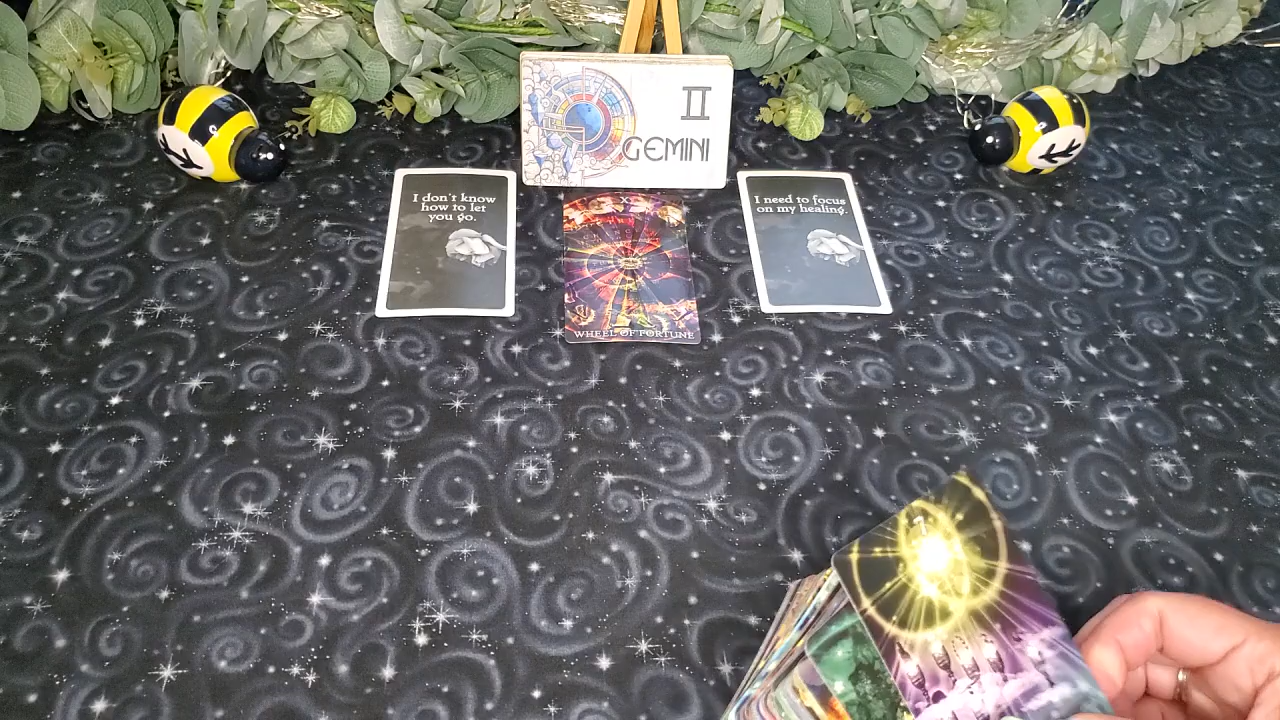 II
GEMINI
I don't know
how to let
you go.
I need to focus
on my healing.
X
WHEEL OF FORTUNE